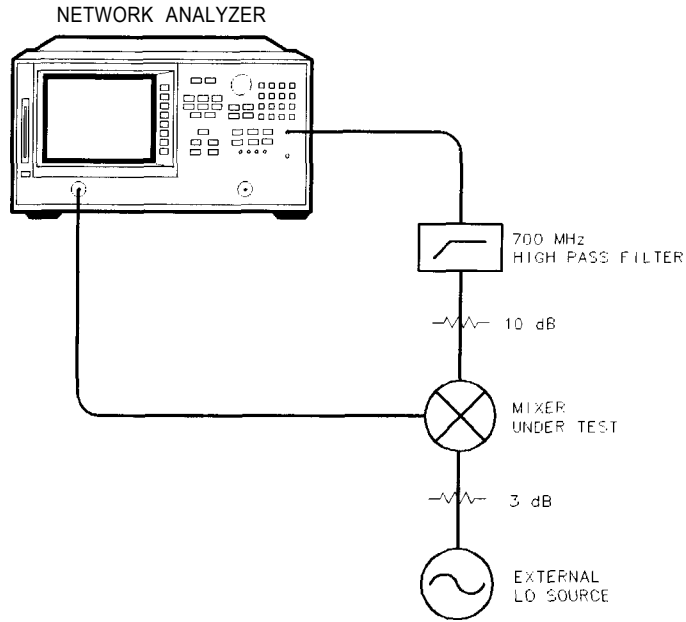 NETWORK ANALYZER
700 MHz
HIGH PASS FILTER
10 dB
MIXER
UNDER TEST
3 dB
EXTERNAL
LO SOURCE